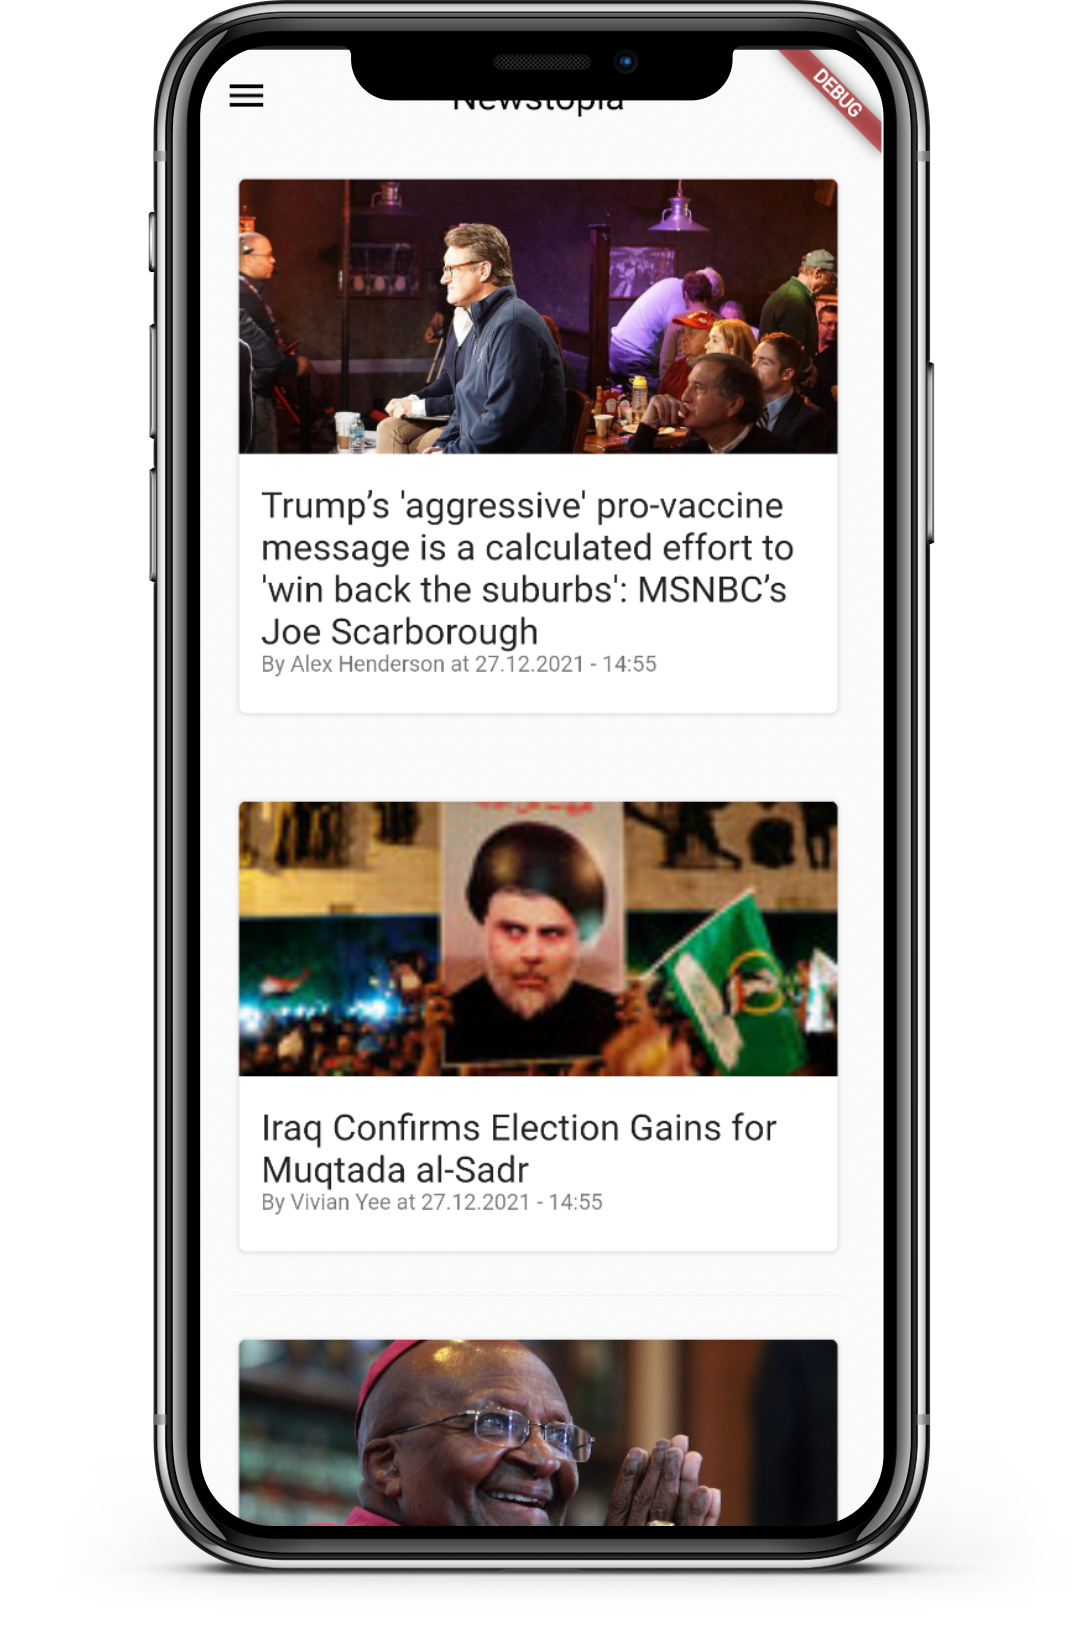 Newstopia
DEBUG
Trump’s 'aggressive' pro-vaccine
message is a calculated effort to
'win back the suburbs': MSNBC’s
Joe Scarborough
By Alex Henderson at 27.12.2021 - 14:55
Iraq Confirms Election Gains for
Muqtada al-Sadr
By Vivian Yee at 27.12.2021 - 14:55